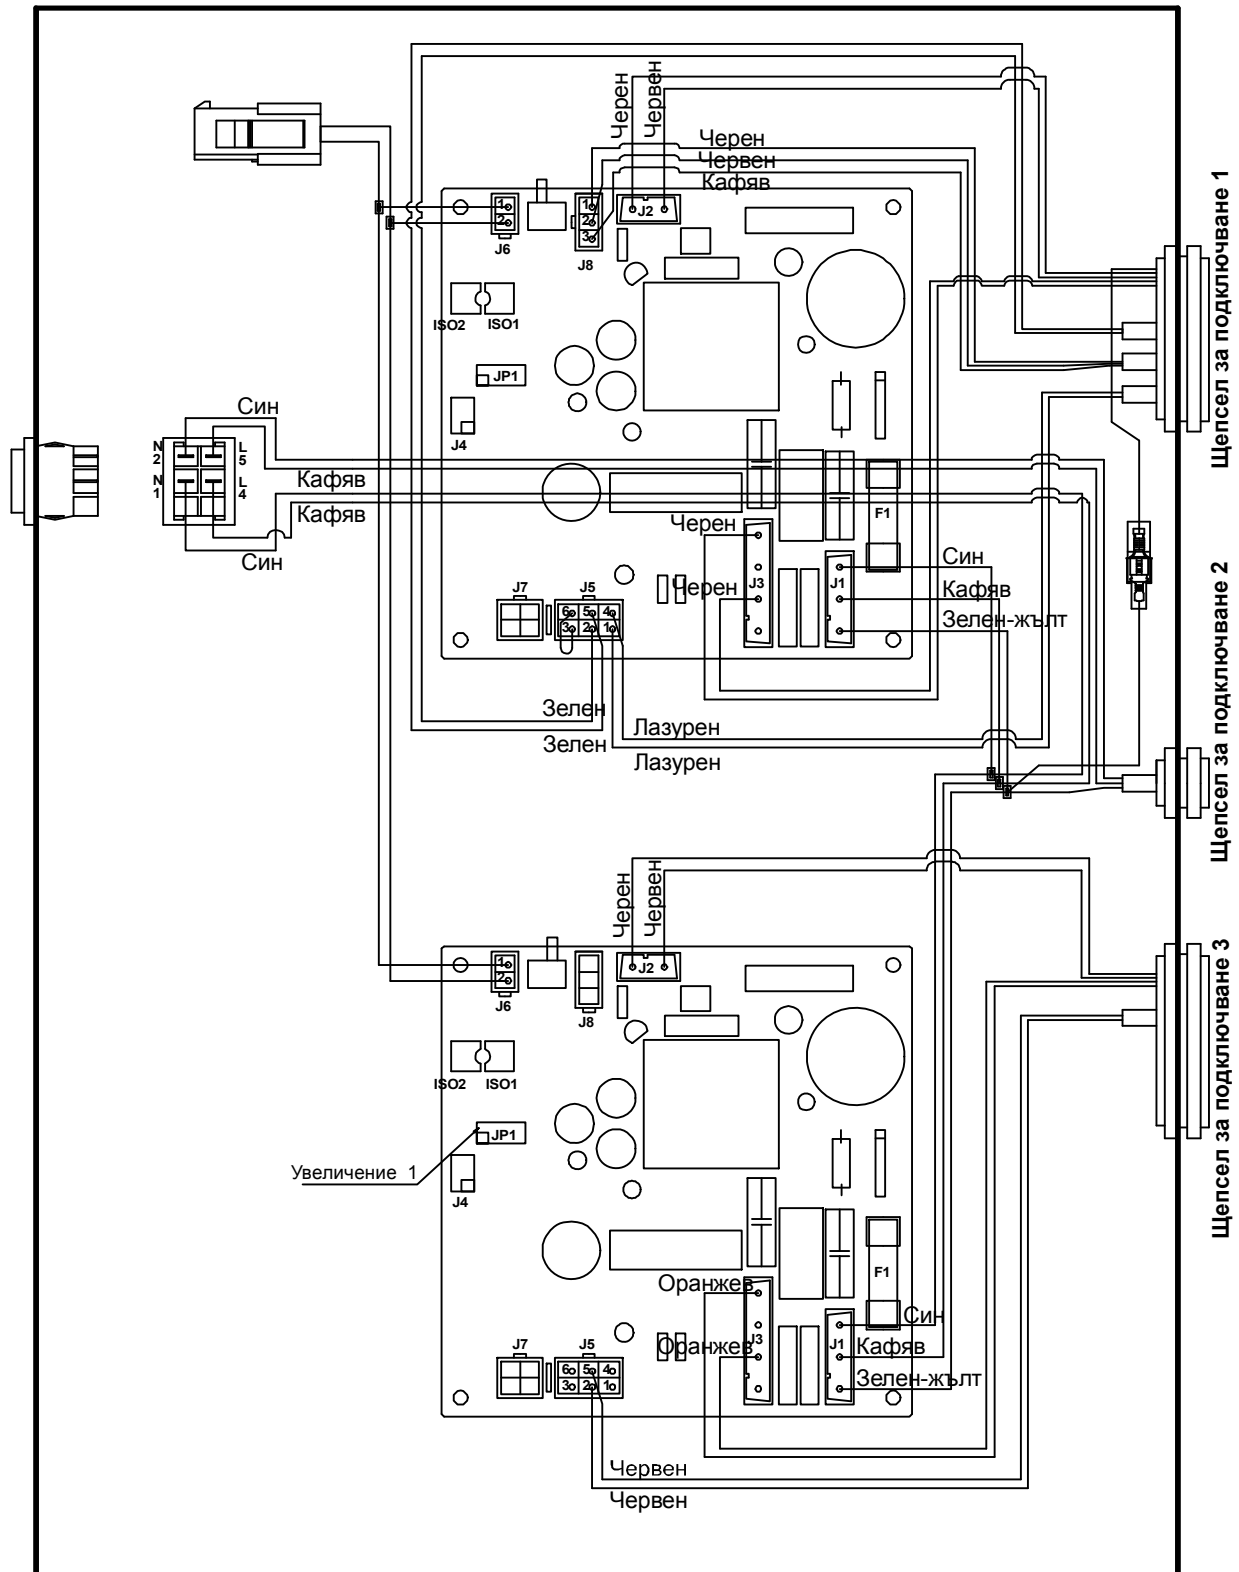 Черен
Червен
Черен
Червен
Кафяв
1
2
J6
1
2
3
J8
J2
ISO2
ISO1
JP1
J4
Син
N
2
L
5
N
1
L
4
Кафяв
Кафяв
Син
Черен
F1
Син
Черен
J3
J1
Кафяв
Зелен-жълт
J7
J5
6
5
4
3
2
1
Зелен
Зелен
Лазурен
Лазурен
Щепсел за подключване 1
Щепсел за подключване 2
Щепсел за подключване 3
Черен
Червен
1
2
J6
J8
J2
ISO2
ISO1
JP1
Увеличение 1
J4
Оранжев
F1
Син
Оранжев
J3
J1
Кафяв
Зелен-жълт
J7
J5
6
5
4
3
2
1
Червен
Червен